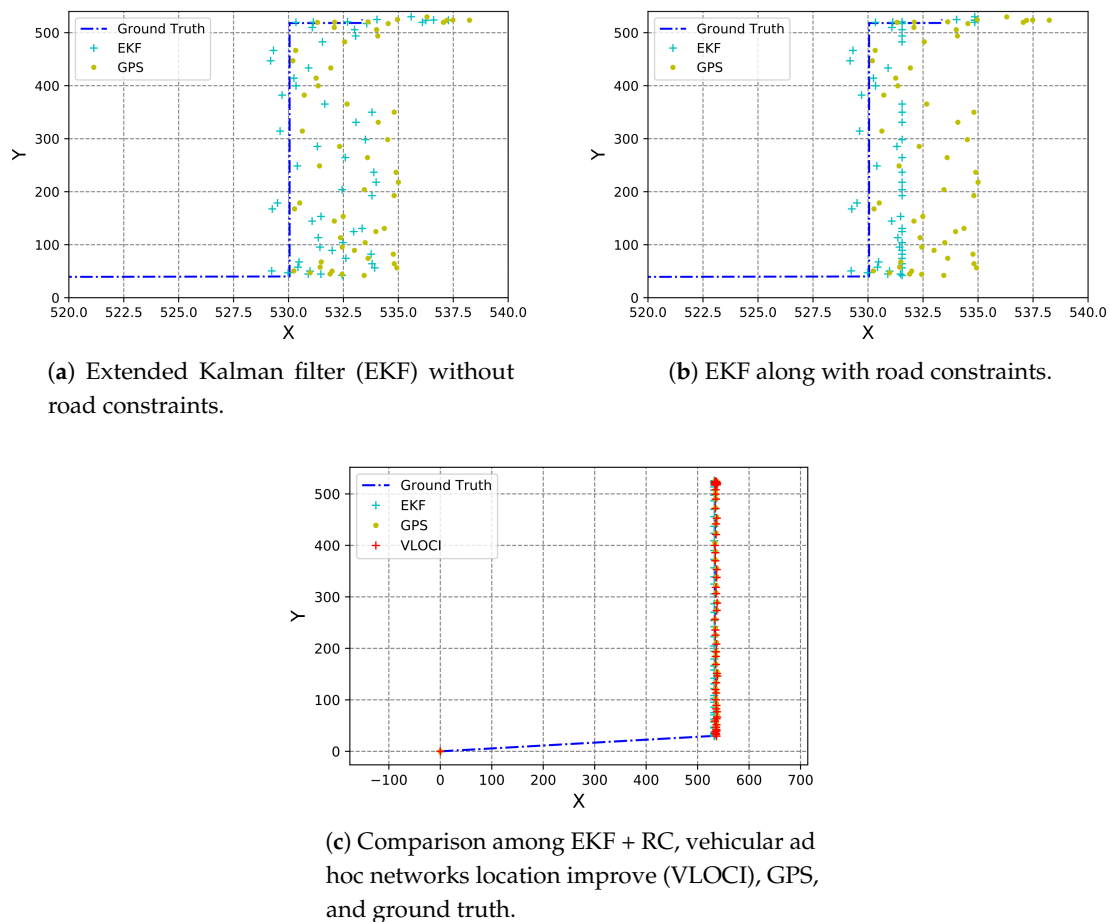 500
400
300
200
100
0
Y
520.0 522.5 525.0 527.5 530.0 532.5 535.0 537.5 540.0
X
Ground Truth
EKF
GPS
(a) Extended Kalman filter (EKF) without
road constraints.
500
400
300
200
100
0
Y
520.0 522.5 525.0 527.5 530.0 532.5 535.0 537.5 540.0
X
Ground Truth
EKF
GPS
(b) EKF along with road constraints.
500
400
300
200
100
0
Y
−100 0 100 200 300 400 500 600 700
X
Ground Truth
EKF
GPS
VLOCI
(c) Comparison among EKF + RC, vehicular ad
hoc networks location improve (VLOCI), GPS,
and ground truth.